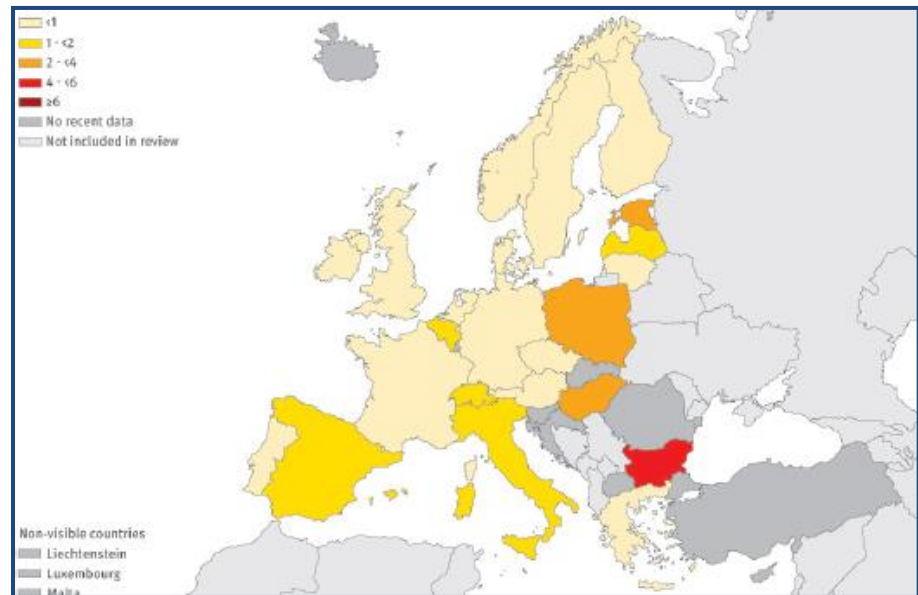 <1
1 - <2
2 - <4
4 - <6
≥6
No recent data
Not included in review
Non-visible countries
Liechtenstein
Luxembourg
Malta